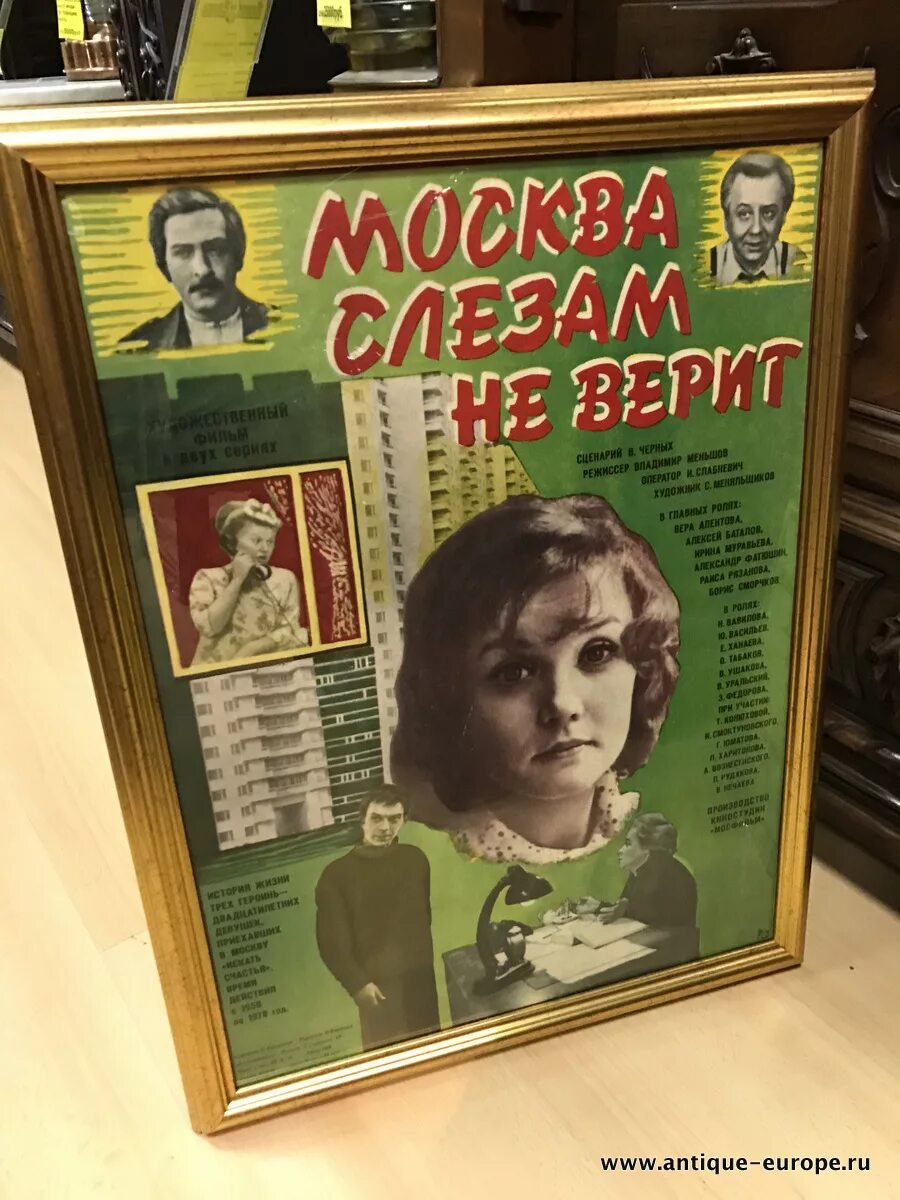 МОСКВА
СЛЕЗАМ
НЕ ВЕРИТ
ХУДОЖЕСТВЕННЫЙ
ФИЛЬМ
в двух сериях
СЦЕНАРИЙ В. ЧЕРНЫХ
РЕЖИССЕР ВЛАДИМИР МЕНЬШОВ
ОПЕРАТОР И. СЛАБНЕВИЧ
ХУДОЖНИК С. МЕНЯЛЬЩИКОВ
В ГЛАВНЫХ РОЛЯХ:
ВЕРА АЛЕНТОВА,
АЛЕКСЕЙ БАТАЛОВ,
ИРИНА МУРАВЬЕВА,
АЛЕКСАНДР ФАТЮШИН,
РАИСА РЯЗАНОВА,
БОРИС СМОРЧКОВ
В РОЛЯХ:
Н. ВАВИЛОВА,
Ю. ВАСИЛЬЕВ,
Е. ХАНАЕВА,
О. ТАБАКОВ,
В. УШАКОВА,
В. УРАЛЬСКИЙ,
З. ФЕДОРОВА,
ПРИ УЧАСТИИ
Т. КОНЮХОВОЙ,
И. СМОКТУНОВСКОГО,
Г. ЮМАТОВА,
Л. ХАРИТОНОВА,
А. ВОЗНЕСЕНСКОГО,
П. РУДАКОВА,
В. НЕЧАЕВА
ПРОИЗВОДСТВО
КИНОСТУДИИ
«МОСФИЛЬМ»
ИСТОРИЯ ЖИЗНИ
ТРЕХ ГЕРОИНЬ—
ДВАДЦАТИЛЕТНИХ
ДЕВУШЕК,
ПРИЕХАВШИХ
В МОСКВУ
«ИСКАТЬ
СЧАСТЬЯ».
ВРЕМЯ
ДЕЙСТВИЯ
с 1958
по 1978 год.
www.antique-europe.ru